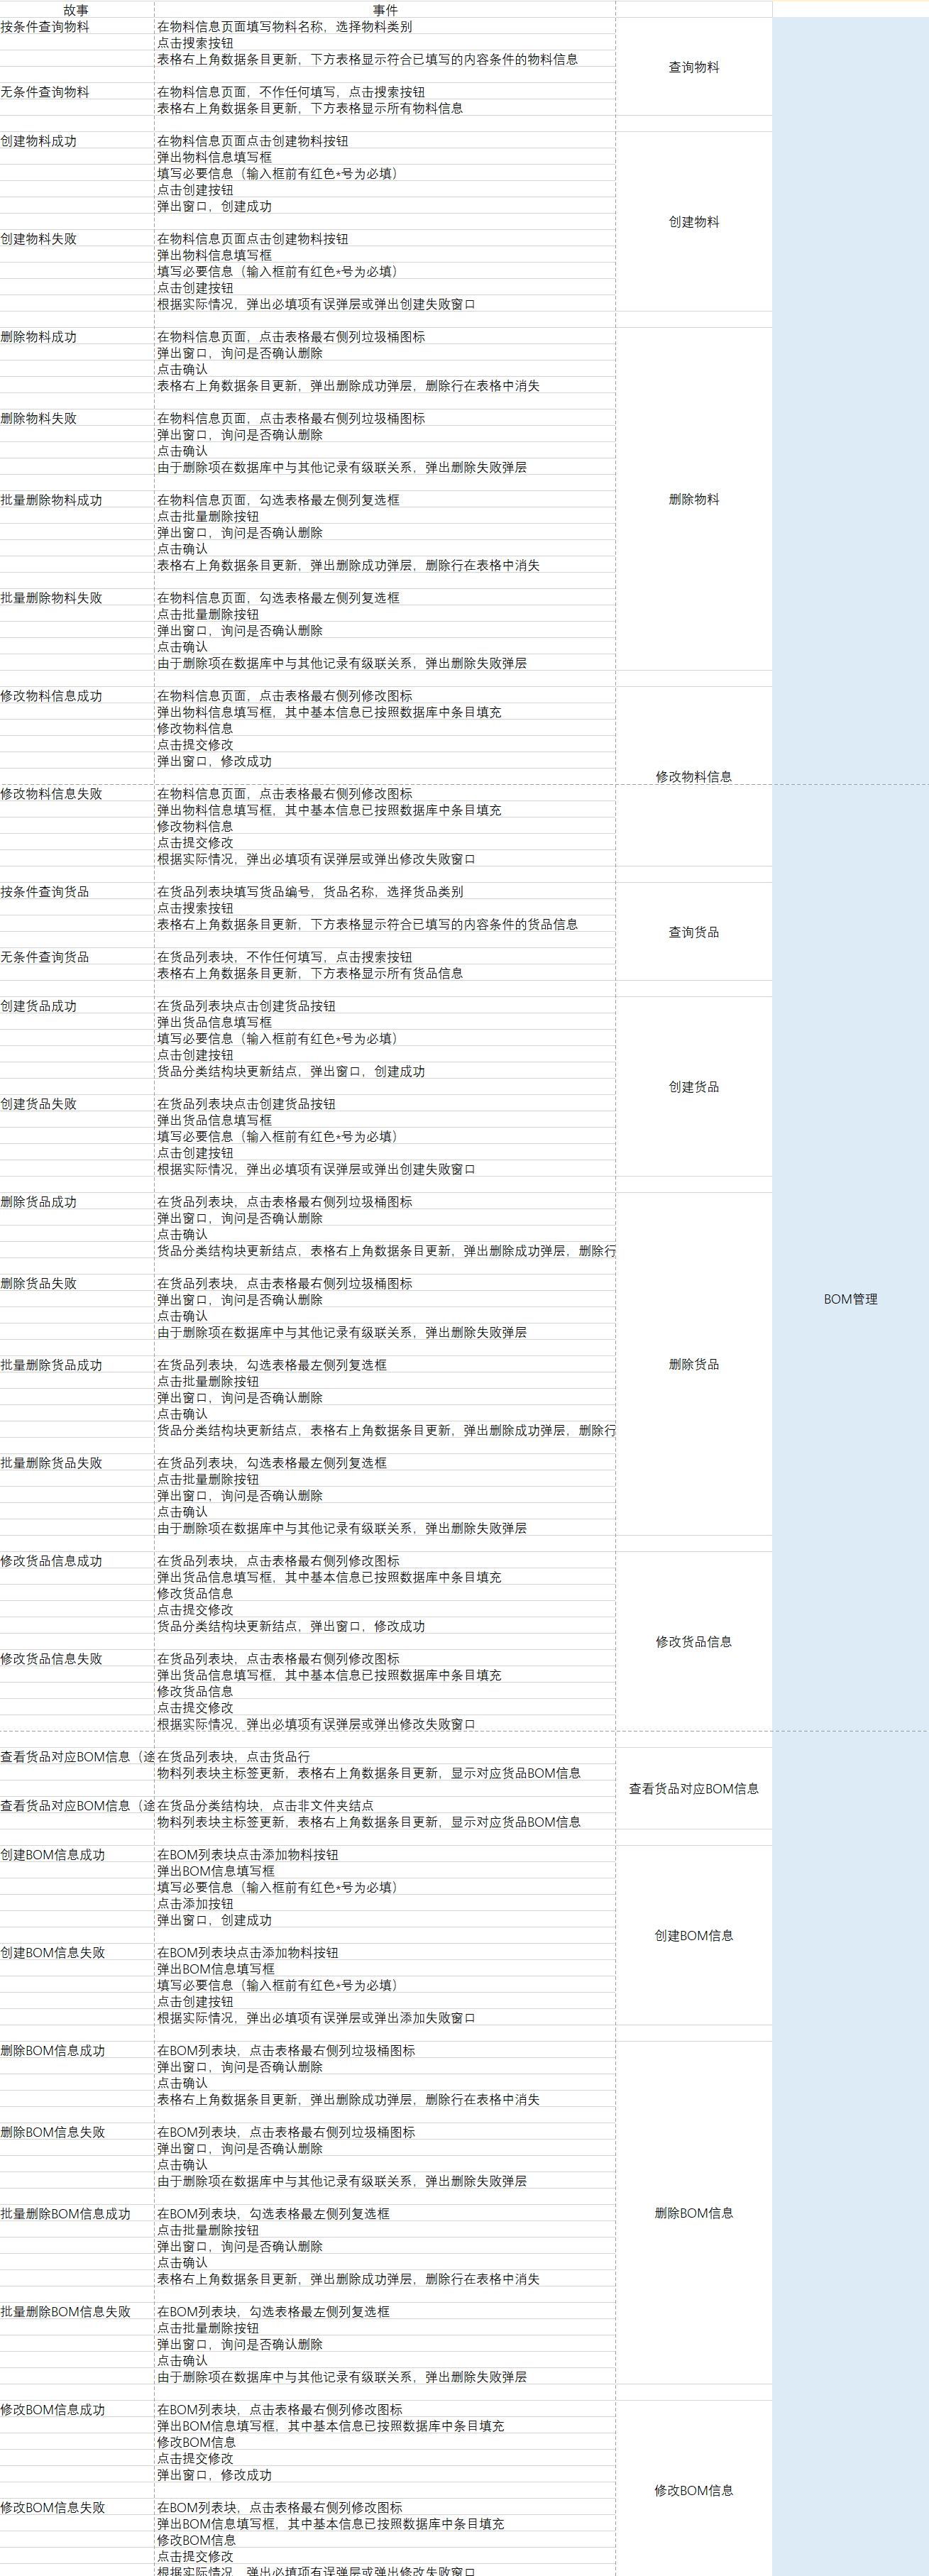 故事 事件
按条件查询物料 在物料信息页面填写物料名称，选择物料类别
点击搜索按钮
表格右上角数据条目更新，下方表格显示符合已填写的内容条件的物料信息
查询物料
无条件查询物料 在物料信息页面，不作任何填写，点击搜索按钮
表格右上角数据条目更新，下方表格显示所有物料信息
创建物料成功 在物料信息页面点击创建物料按钮
弹出物料信息填写框
填写必要信息（输入框前有红色*号为必填）
点击创建按钮
弹出窗口，创建成功
创建物料
创建物料失败 在物料信息页面点击创建物料按钮
弹出物料信息填写框
填写必要信息（输入框前有红色*号为必填）
点击创建按钮
根据实际情况，弹出必填项有误弹层或弹出创建失败窗口
删除物料成功 在物料信息页面，点击表格最右侧列垃圾桶图标
弹出窗口，询问是否确认删除
点击确认
表格右上角数据条目更新，弹出删除成功弹层，删除行在表格中消失
删除物料失败 在物料信息页面，点击表格最右侧列垃圾桶图标
弹出窗口，询问是否确认删除
点击确认
由于删除项在数据库中与其他记录有级联关系，弹出删除失败弹层
批量删除物料成功 在物料信息页面，勾选表格最左侧列复选框
删除物料
点击批量删除按钮
弹出窗口，询问是否确认删除
点击确认
表格右上角数据条目更新，弹出删除成功弹层，删除行在表格中消失
批量删除物料失败 在物料信息页面，勾选表格最左侧列复选框
点击批量删除按钮
弹出窗口，询问是否确认删除
点击确认
由于删除项在数据库中与其他记录有级联关系，弹出删除失败弹层
修改物料信息成功 在物料信息页面，点击表格最右侧列修改图标
弹出物料信息填写框，其中基本信息已按照数据库中条目填充
修改物料信息
点击提交修改
弹出窗口，修改成功
修改物料信息
修改物料信息失败 在物料信息页面，点击表格最右侧列修改图标
弹出物料信息填写框，其中基本信息已按照数据库中条目填充
修改物料信息
点击提交修改
根据实际情况，弹出必填项有误弹层或弹出修改失败窗口
按条件查询货品 在货品列表块填写货品编号，货品名称，选择货品类别
点击搜索按钮
表格右上角数据条目更新，下方表格显示符合已填写的内容条件的货品信息
查询货品
无条件查询货品 在货品列表块，不作任何填写，点击搜索按钮
表格右上角数据条目更新，下方表格显示所有货品信息
创建货品成功 在货品列表块点击创建货品按钮
弹出货品信息填写框
填写必要信息（输入框前有红色*号为必填）
点击创建按钮
货品分类结构块更新结点，弹出窗口，创建成功
创建货品
创建货品失败 在货品列表块点击创建货品按钮
弹出货品信息填写框
填写必要信息（输入框前有红色*号为必填）
点击创建按钮
根据实际情况，弹出必填项有误弹层或弹出创建失败窗口
删除货品成功 在货品列表块，点击表格最右侧列垃圾桶图标
弹出窗口，询问是否确认删除
点击确认
货品分类结构块更新结点，表格右上角数据条目更新，弹出删除成功弹层，删除行
删除货品失败 在货品列表块，点击表格最右侧列垃圾桶图标
弹出窗口，询问是否确认删除
BOM管理
点击确认
由于删除项在数据库中与其他记录有级联关系，弹出删除失败弹层
批量删除货品成功 在货品列表块，勾选表格最左侧列复选框
删除货品
点击批量删除按钮
弹出窗口，询问是否确认删除
点击确认
货品分类结构块更新结点，表格右上角数据条目更新，弹出删除成功弹层，删除行
批量删除货品失败 在货品列表块，勾选表格最左侧列复选框
点击批量删除按钮
弹出窗口，询问是否确认删除
点击确认
由于删除项在数据库中与其他记录有级联关系，弹出删除失败弹层
修改货品信息成功 在货品列表块，点击表格最右侧列修改图标
弹出货品信息填写框，其中基本信息已按照数据库中条目填充
修改货品信息
点击提交修改
货品分类结构块更新结点，弹出窗口，修改成功
修改货品信息
修改货品信息失败 在货品列表块，点击表格最右侧列修改图标
弹出货品信息填写框，其中基本信息已按照数据库中条目填充
修改货品信息
点击提交修改
根据实际情况，弹出必填项有误弹层或弹出修改失败窗口
查看货品对应BOM信息（途 在货品列表块，点击货品行
物料列表块主标签更新，表格右上角数据条目更新，显示对应货品BOM信息
查看货品对应BOM信息
查看货品对应BOM信息（途 在货品分类结构块，点击非文件夹结点
物料列表块主标签更新，表格右上角数据条目更新，显示对应货品BOM信息
创建BOM信息成功 在BOM列表块点击添加物料按钮
弹出BOM信息填写框
填写必要信息（输入框前有红色*号为必填）
点击添加按钮
弹出窗口，创建成功
创建BOM信息
创建BOM信息失败 在BOM列表块点击添加物料按钮
弹出BOM信息填写框
填写必要信息（输入框前有红色*号为必填）
点击创建按钮
根据实际情况，弹出必填项有误弹层或弹出添加失败窗口
删除BOM信息成功 在BOM列表块，点击表格最右侧列垃圾桶图标
弹出窗口，询问是否确认删除
点击确认
表格右上角数据条目更新，弹出删除成功弹层，删除行在表格中消失
删除BOM信息失败 在BOM列表块，点击表格最右侧列垃圾桶图标
弹出窗口，询问是否确认删除
点击确认
由于删除项在数据库中与其他记录有级联关系，弹出删除失败弹层
批量删除BOM信息成功 在BOM列表块，勾选表格最左侧列复选框
删除BOM信息
点击批量删除按钮
弹出窗口，询问是否确认删除
点击确认
表格右上角数据条目更新，弹出删除成功弹层，删除行在表格中消失
批量删除BOM信息失败 在BOM列表块，勾选表格最左侧列复选框
点击批量删除按钮
弹出窗口，询问是否确认删除
点击确认
由于删除项在数据库中与其他记录有级联关系，弹出删除失败弹层
修改BOM信息成功 在BOM列表块，点击表格最右侧列修改图标
弹出BOM信息填写框，其中基本信息已按照数据库中条目填充
修改BOM信息
点击提交修改
弹出窗口，修改成功
修改BOM信息
修改BOM信息失败 在BOM列表块，点击表格最右侧列修改图标
弹出BOM信息填写框，其中基本信息已按照数据库中条目填充
修改BOM信息
点击提交修改
根据实际情况，弹出必填项有误弹层或弹出修改失败窗口